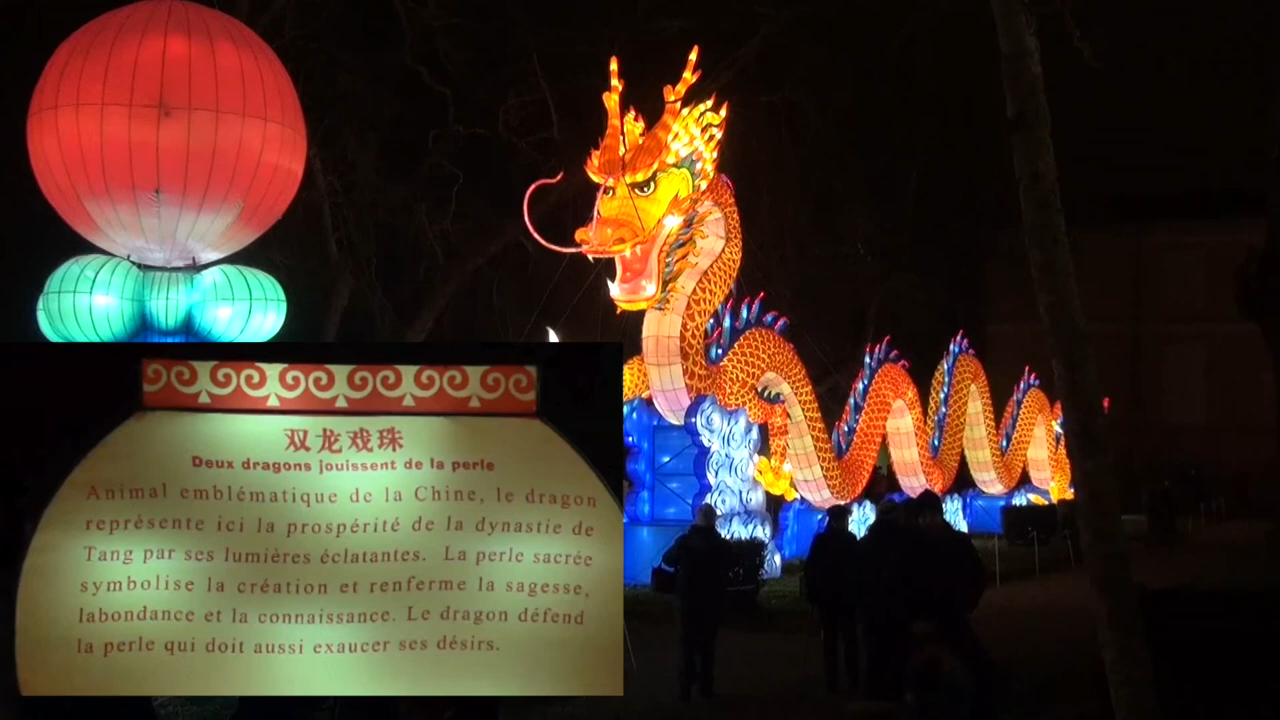 双龙戏珠
Deux dragons jouissent de la perle
Animal emblématique de la Chine, le dragon
représente ici la prospérité de la dynastie de
Tang par ses lumières éclatantes. La perle sacrée
symbolise la création et renferme la sagesse,
labondance et la connaissance. Le dragon défend
la perle qui doit aussi exaucer ses désirs.